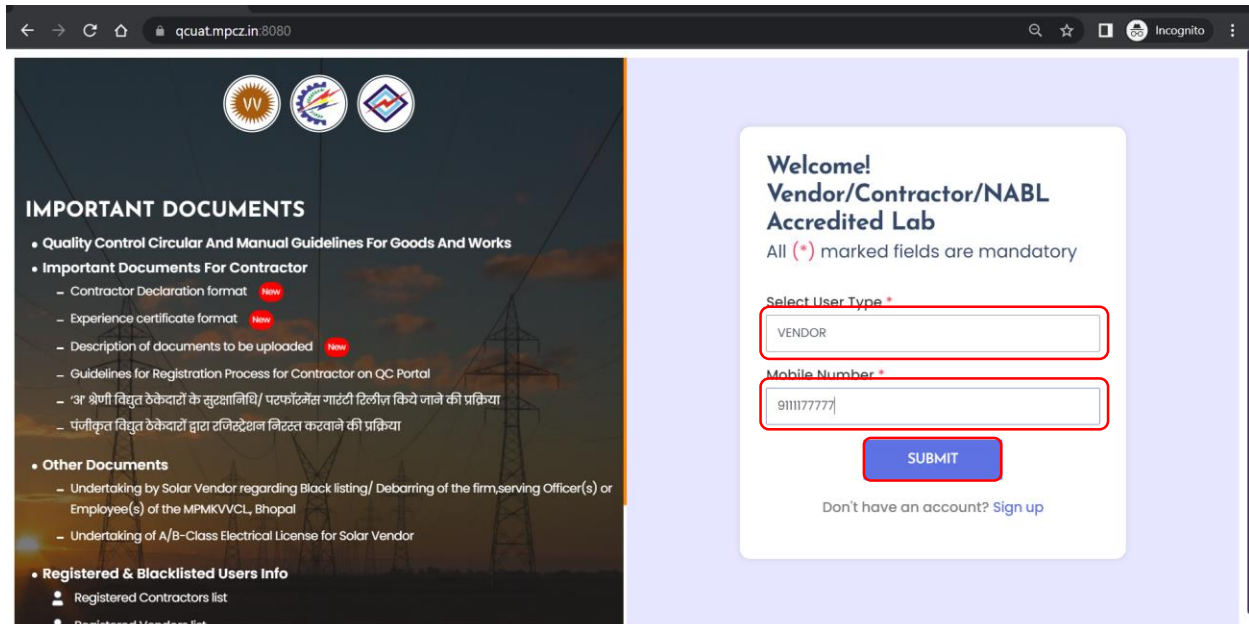 qcuat.mpcz.in:8080
Incognito
VV
IMPORTANT DOCUMENTS
• Quality Control Circular And Manual Guidelines For Goods And Works
• Important Documents For Contractor
– Contractor Declaration format New
– Experience certificate format New
– Description of documents to be uploaded New
– Guidelines for Registration Process for Contractor on QC Portal
– 'अ' श्रेणी विद्युत ठेकेदारों के सुरक्षानिधि/ परफॉरमेंस गारंटी रिलीज़ किये जाने की प्रक्रिया
– पंजीकृत विद्युत ठेकेदारों द्वारा रजिस्ट्रेशन निरस्त करवाने की प्रक्रिया
• Other Documents
– Undertaking by Solar Vendor regarding Black listing/ Debarring of the firm,serving Officer(s) or
Employee(s) of the MPMKVVCL, Bhopal
– Undertaking of A/B-Class Electrical License for Solar Vendor
• Registered & Blacklisted Users Info
Registered Contractors list
Registered Vendors list
Welcome!
Vendor/Contractor/NABL
Accredited Lab
All (*) marked fields are mandatory
Select User Type *
VENDOR
Mobile Number *
9111177777
SUBMIT
Don't have an account? Sign up